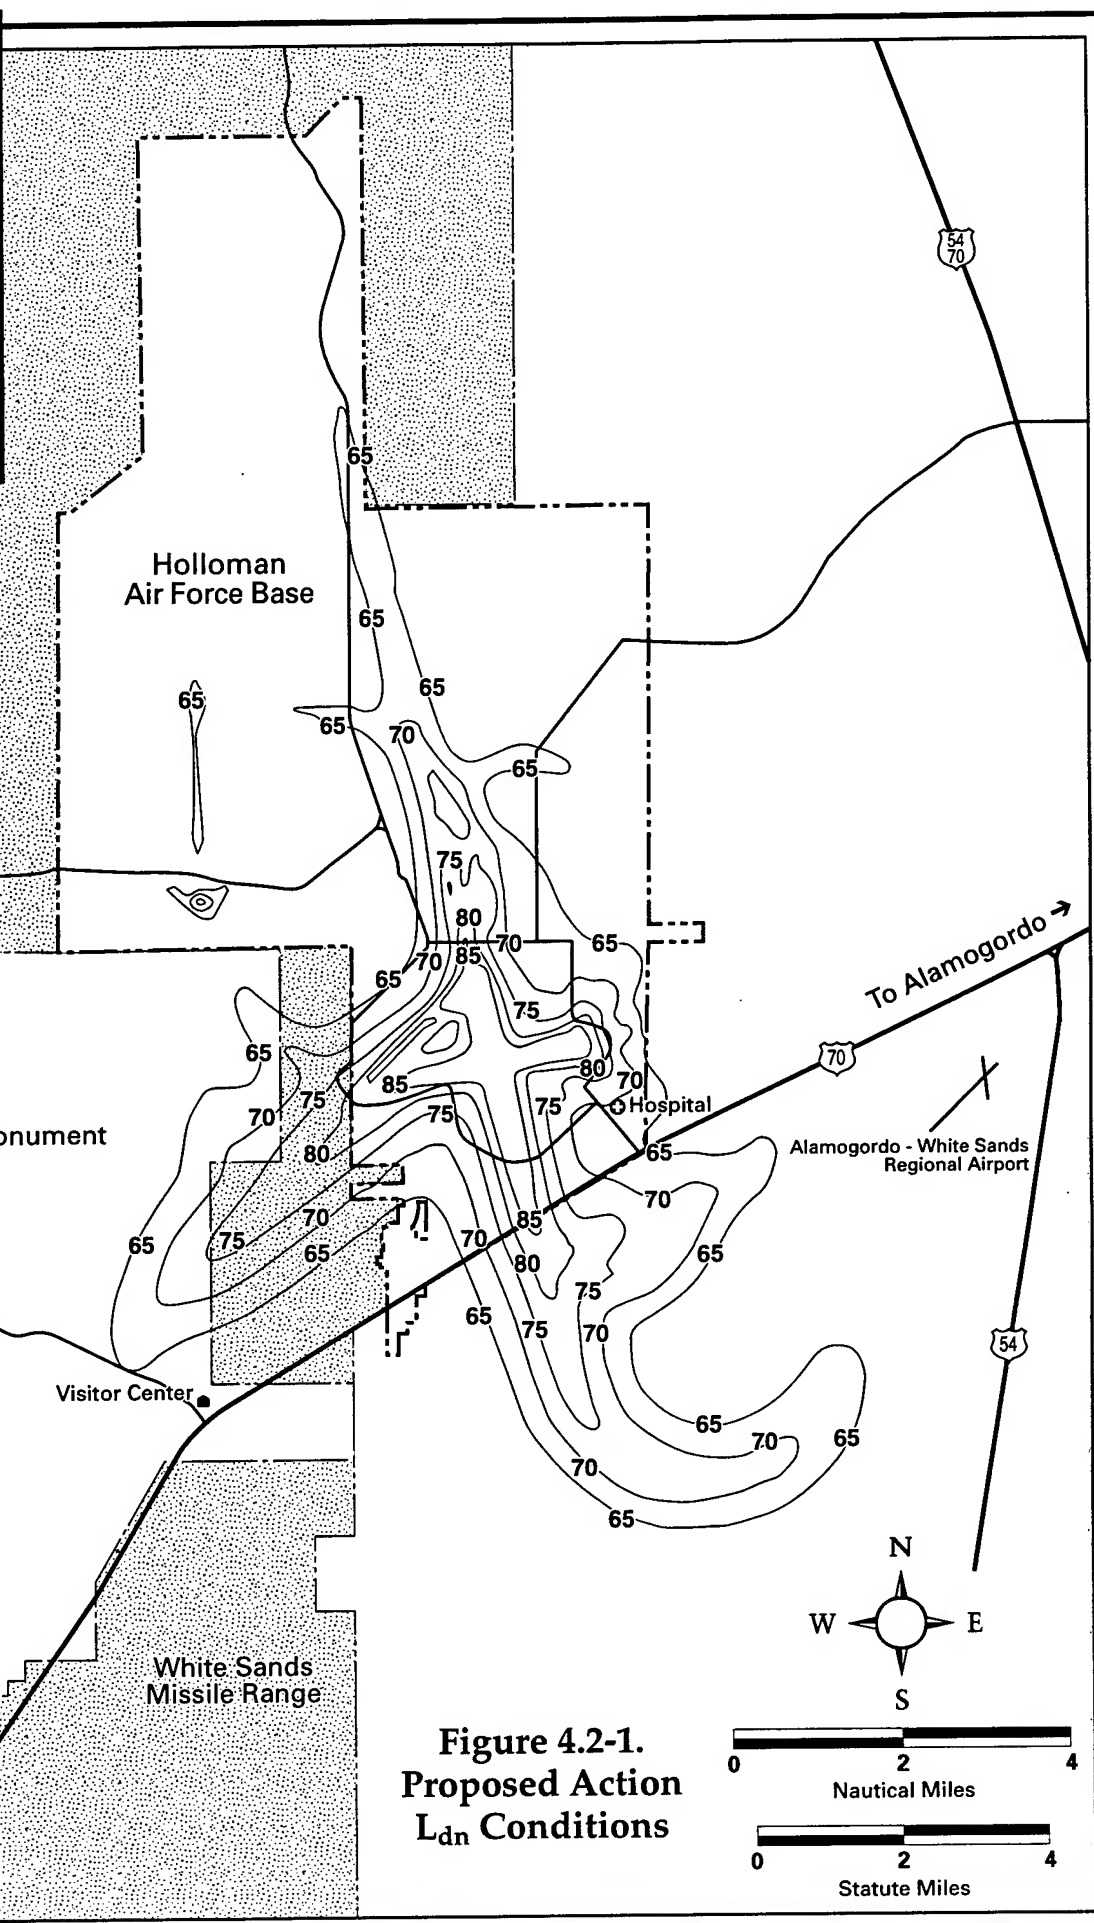 54
70
65
Holloman
Air Force Base
65
65
65
65
70
65
75
80
70
65
85
70
65
75
65
80
70
85
75
75
Hospital
70
75
80
To Alamogordo
70
onument
Alamogordo - White Sands
Regional Airport
65
70
70
85
65
75
70
65
65
80
75
65
75
70
54
Visitor Center
65
70
65
70
65
N
W
E
S
White Sands
Missile Range
Figure 4.2-1.
Proposed Action
Ldn Conditions
0
2
4
Nautical Miles
0
2
4
Statute Miles